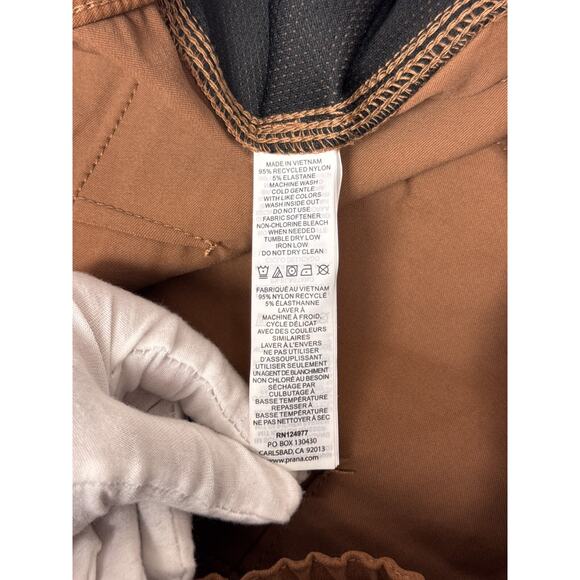 MADE IN VIETNAM
95% RECYCLED NYLON
5% ELASTANE
MACHINE WASH
COLD GENTLE
WITH LIKE COLORS
WASH INSIDE OUT
DO NOT USE
FABRIC SOFTENER
NON-CHLORINE BLEACH
WHEN NEEDED
TUMBLE DRY LOW
IRON LOW
DO NOT DRY CLEAN
FABRIQUÉ AU VIETNAM
95% NYLON RECYCLÉ
5% ÉLASTHANNE
LAVER À
MACHINE À FROID,
CYCLE DÉLICAT
AVEC DES COULEURS
SIMILAIRES
LAVER À L'ENVERS
NE PAS UTILISER
D'ASSOUPLISSANT
UTILISER SEULEMENT
UN AGENT DE BLANCHIMENT
NON CHLORÉ AU BESOIN
SÉCHAGE PAR
CULBUTAGE À
BASSE TEMPÉRATURE
REPASSER À
BASSE TEMPÉRATURE
NE PAS NETTOYER À SEC
RN124977
PO BOX 130430
CARLSBAD, CA 92013
www.prana.com